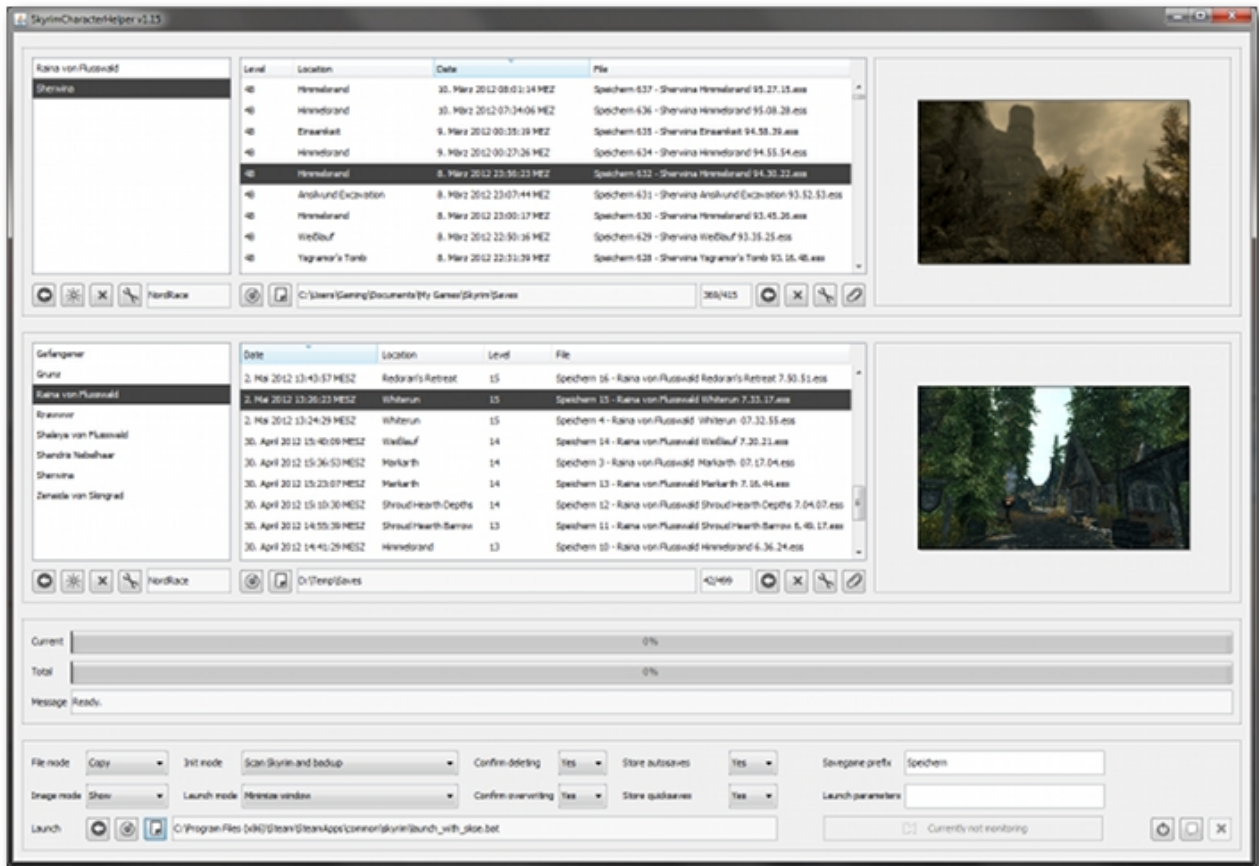 SkyrimCharacterHelper v1.15
Raina von Flusswald
Sherwina
Level Location Date File
48 Himmelsrand 10. März 2012 08:01:14 MEZ Speichern 637 - Sherwina Himmelsrand 95.27.15.ess
48 Himmelsrand 10. März 2012 07:34:06 MEZ Speichern 636 - Sherwina Himmelsrand 95.08.28.ess
48 Einsamkeit 9. März 2012 00:35:19 MEZ Speichern 635 - Sherwina Einsamkeit 94.58.39.ess
48 Himmelsrand 9. März 2012 00:27:26 MEZ Speichern 634 - Sherwina Himmelsrand 94.55.54.ess
48 Himmelsrand 8. März 2012 23:56:23 MEZ Speichern 632 - Sherwina Himmelsrand 94.30.22.ess
48 Ansilvund Excavation 8. März 2012 23:07:44 MEZ Speichern 631 - Sherwina Ansilvund Excavation 93.52.53.ess
48 Himmelsrand 8. März 2012 23:00:17 MEZ Speichern 630 - Sherwina Himmelsrand 93.45.26.ess
48 Weißlauf 8. März 2012 22:50:16 MEZ Speichern 629 - Sherwina Weißlauf 93.35.25.ess
48 Ysgramor's Tomb 8. März 2012 22:31:39 MEZ Speichern 628 - Sherwina Ysgramor's Tomb 93.16.48.ess
NordRace C:\Users\Gaming\Documents\My Games\Skyrim\Saves 369/415
Gefangener
Grunz
Raina von Flusswald
Shaleya von Flusswald
Shandris Nebelhaar
Sherwina
Date Location Level File
2. Mai 2012 13:43:57 MESZ Redoran's Retreat 15 Speichern 16 - Raina von Flusswald Redoran's Retreat 7.50.51.ess
2. Mai 2012 13:26:23 MESZ Whiterun 15 Speichern 15 - Raina von Flusswald Whiterun 7.33.17.ess
2. Mai 2012 13:24:29 MESZ Whiterun 15 Speichern 4 - Raina von Flusswald Whiterun 07.32.55.ess
30. April 2012 15:40:09 MESZ Weißlauf 14 Speichern 14 - Raina von Flusswald Weißlauf 7.20.21.ess
30. April 2012 15:36:53 MESZ Markarth 14 Speichern 3 - Raina von Flusswald Markarth 07.17.04.ess
30. April 2012 15:23:07 MESZ Markarth 14 Speichern 13 - Raina von Flusswald Markarth 7.16.44.ess
30. April 2012 15:10:30 MESZ Shroud Hearth Depths 14 Speichern 12 - Raina von Flusswald Shroud Hearth Depths 7.04.07.ess
30. April 2012 14:55:39 MESZ Shroud Hearth Barrow 13 Speichern 11 - Raina von Flusswald Shroud Hearth Barrow 6.49.17.ess
30. April 2012 14:41:29 MESZ Himmelsrand 13 Speichern 10 - Raina von Flusswald Himmelsrand 6.36.24.ess
NordRace D:\Temp\Saves 42/499
Current 0%
Total 0%
Message Ready.
File mode Copy Init mode Scan Skyrim and backup Confirm deleting Yes Store autosaves Yes Savegame prefix Speichern
Image mode Show Launch mode Minimize window Confirm overwriting Yes Store quicksaves Yes Launch parameters
Launch C:\Program Files (x86)\Steam\SteamApps\common\skyrim\launch_with_skse.bat Currently not monitoring